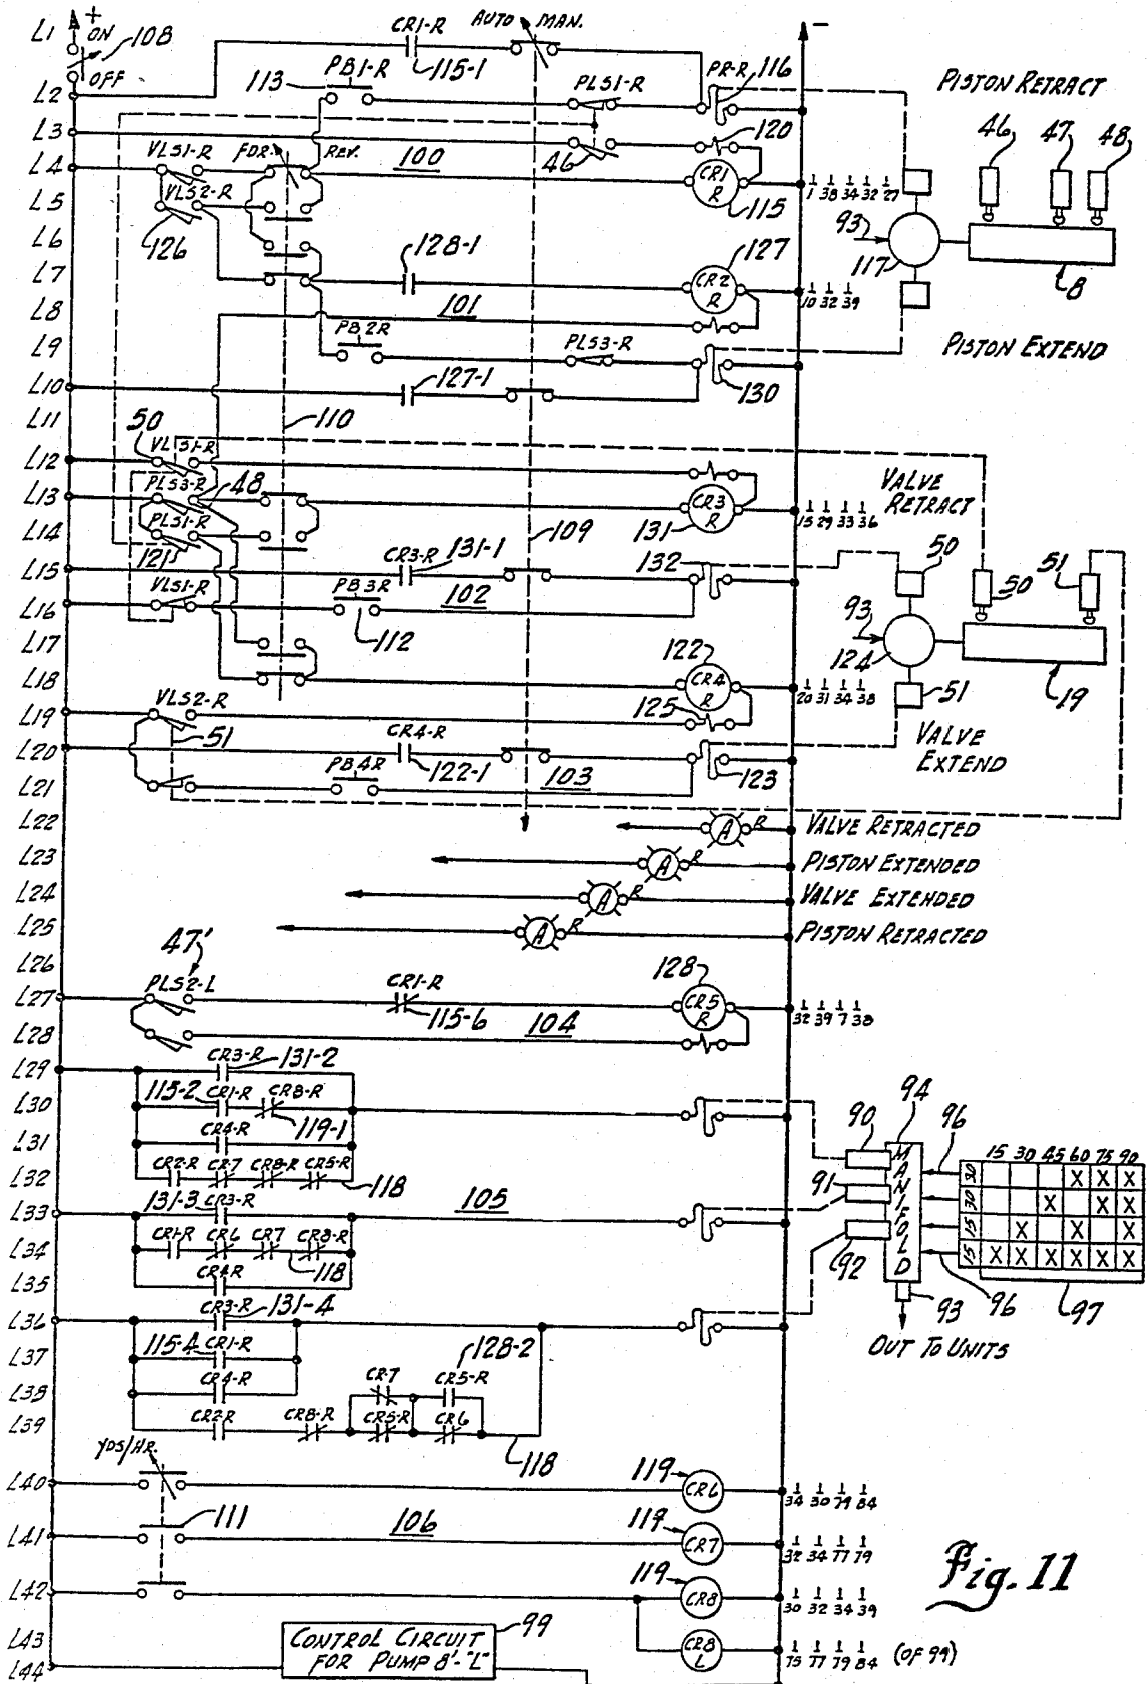 L1 + ON 108 CR1-R AUTO MAN. -
OFF 115-1
L2 113 PB1-R PLS1-R PR-R 116 PISTON RETRACT
L3 120 46 47 48
L4 VLS1-R FOR. REV. 100 46 CR1 R 1 38 34 32 27
L5 VLS2-R 115 93
L6 126 117
L7 128-1 127 CR2 R 10 32 39 8
L8 101
L9 PB2R PLS3-R PISTON EXTEND
L10 127-1 130
L11 110
L12 50 VLS1-R
L13 PLS3-R 48 CR3 R VALVE RETRACT
L14 PLS1-R 131 15 29 33 36
121 109
L15 CR3-R 131-1 132 50 50 51
L16 VLS1-R PB3R 102
112 93
L17 122 124
L18 CR4 R 20 31 34 38 51 19
L19 VLS2-R 125
L20 51 CR4-R VALVE EXTEND
L21 PB4R 122-1 103 123
L22 A R VALVE RETRACTED
L23 A R PISTON EXTENDED
L24 A R VALVE EXTENDED
L25 A R PISTON RETRACTED
L26 47'
L27 PLS2-L CR1-R 128 CR5 R 32 39 7 38
L28 115-6 104
L29 CR3-R 131-2
L30 115-2 CR1-R CR8-R 90 94 96
L31 CR4-R 119-1 15 30 45 60 75 90
L32 CR2-R CR-7 CR8-R CR5-R 118 30 X X X
L33 131-3 CR3-R 105 91 30 X X X
L34 CR1-R CR6 CR7 CR8-R 118 15 X X X
L35 CR4-R 92 15 X X X X X X
MANIFOLD
L36 CR3-R 131-4 93 96 97
L37 115-4 CR1-R 128-2 OUT TO UNITS
L38 CR4-R CR-7 CR5-R
L39 CR2-R CR8-R CR5-R CR6
118
YDS/HR.
L40 119 CR6 34 30 79 84
L41 111 106 119 CR7 32 34 77 79
L42 119 CR8 30 32 34 39
L43 CONTROL CIRCUIT 99 CR8 L 75 77 79 84 (OF 99)
L44 FOR PUMP 8'-"L"
Fig. 11